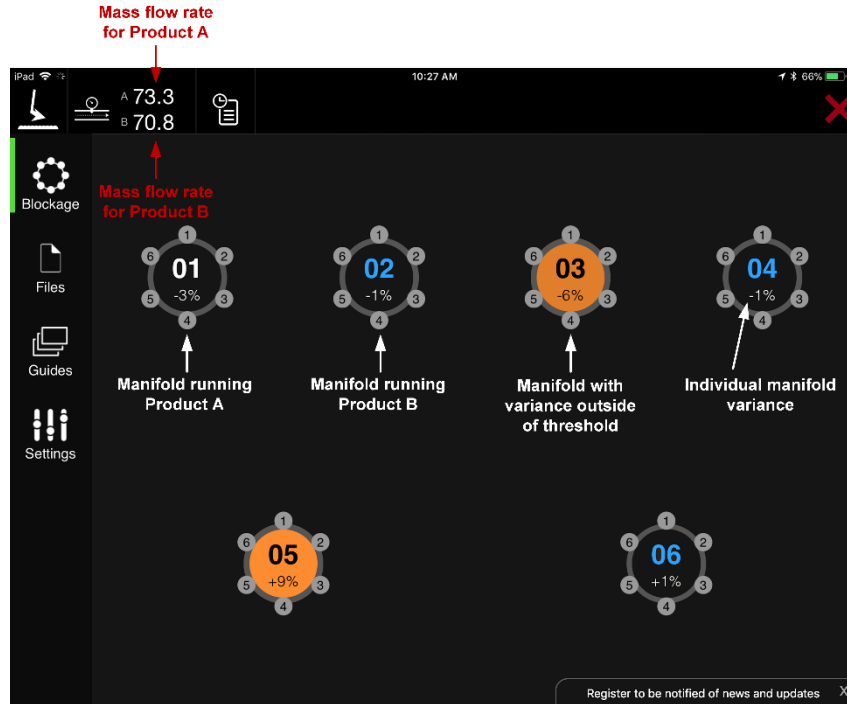 Mass flow rate
for Product A
iPad 10:27 AM 66%
A 73.3
B 70.8
Mass flow rate
for Product B
Blockage
Files
Guides
Settings
1
6 2
01
-3%
5 3
4
1
6 2
02
-1%
5 3
4
1
6 2
03
-6%
5 3
4
1
6 2
04
-1%
5 3
4
Manifold running
Product A
Manifold running
Product B
Manifold with
variance outside
of threshold
Individual manifold
variance
1
6 2
05
+9%
5 3
4
1
6 2
06
+1%
5 3
4
Register to be notified of news and updates X